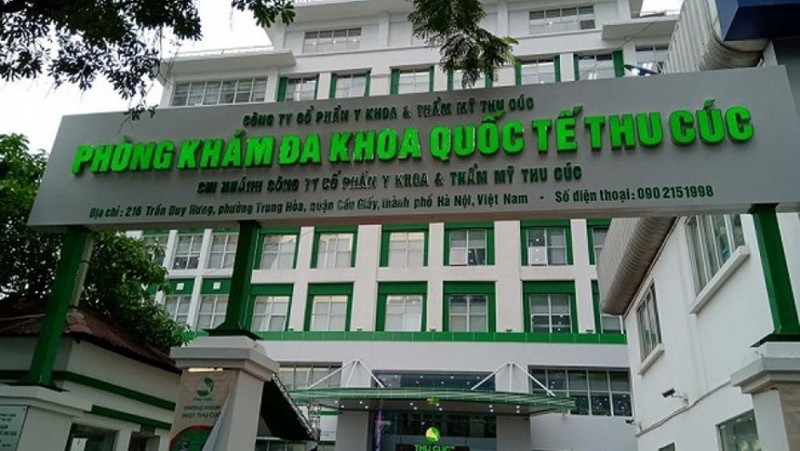 CÔNG TY CỔ PHẦN Y KHOA & THẨM MỸ THU CÚC
PHÒNG KHÁM ĐA KHOA QUỐC TẾ THU CÚC
CHI NHÁNH CÔNG TY CỔ PHẦN Y KHOA & THẨM MỸ THU CÚC
Địa chỉ : 216 Trần Duy Hưng, phường Trung Hòa, quận Cầu Giấy, thành phố Hà Nội, Việt Nam - Số điện thoại : 090 2151998
THU CUC